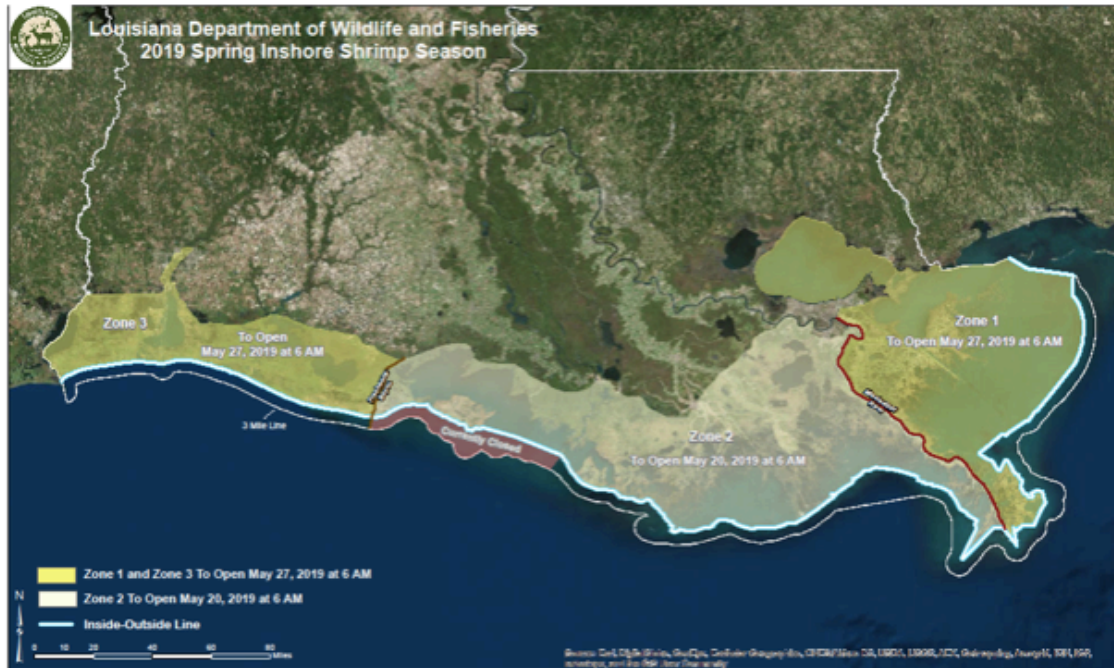 Louisiana Department of Wildlife and Fisheries
2019 Spring Inshore Shrimp Season
Zone 3
To Open
May 27, 2019 at 6 AM
Zone 1
To Open May 27, 2019 at 6 AM
3 Mile Line
Currently Closed
Zone 2
To Open May 20, 2019 at 6 AM
Zone 1 and Zone 3 To Open May 27, 2019 at 6 AM
Zone 2 To Open May 20, 2019 at 6 AM
Inside-Outside Line
N
0 10 20 40 60 80
Miles